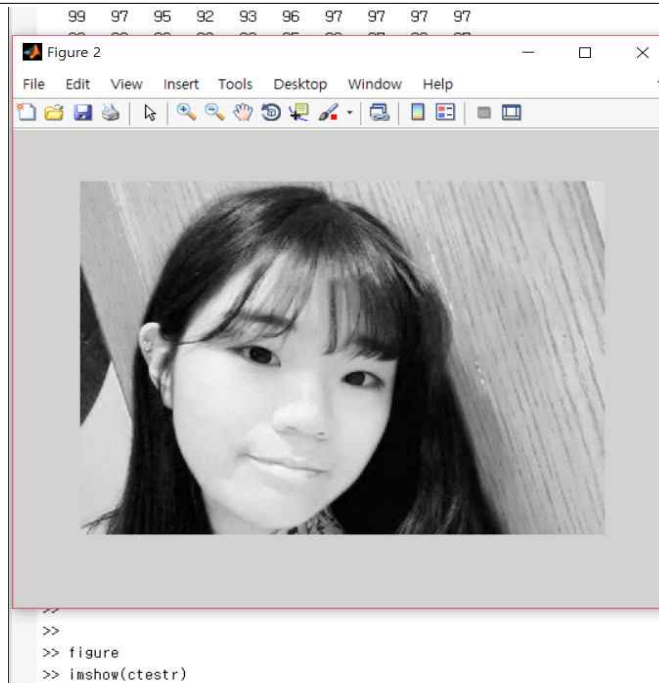 99 97 95 92 93 96 97 97 97 97
Figure 2
File Edit View Insert Tools Desktop Window Help
>>
>> figure
>> imshow(ctestr)